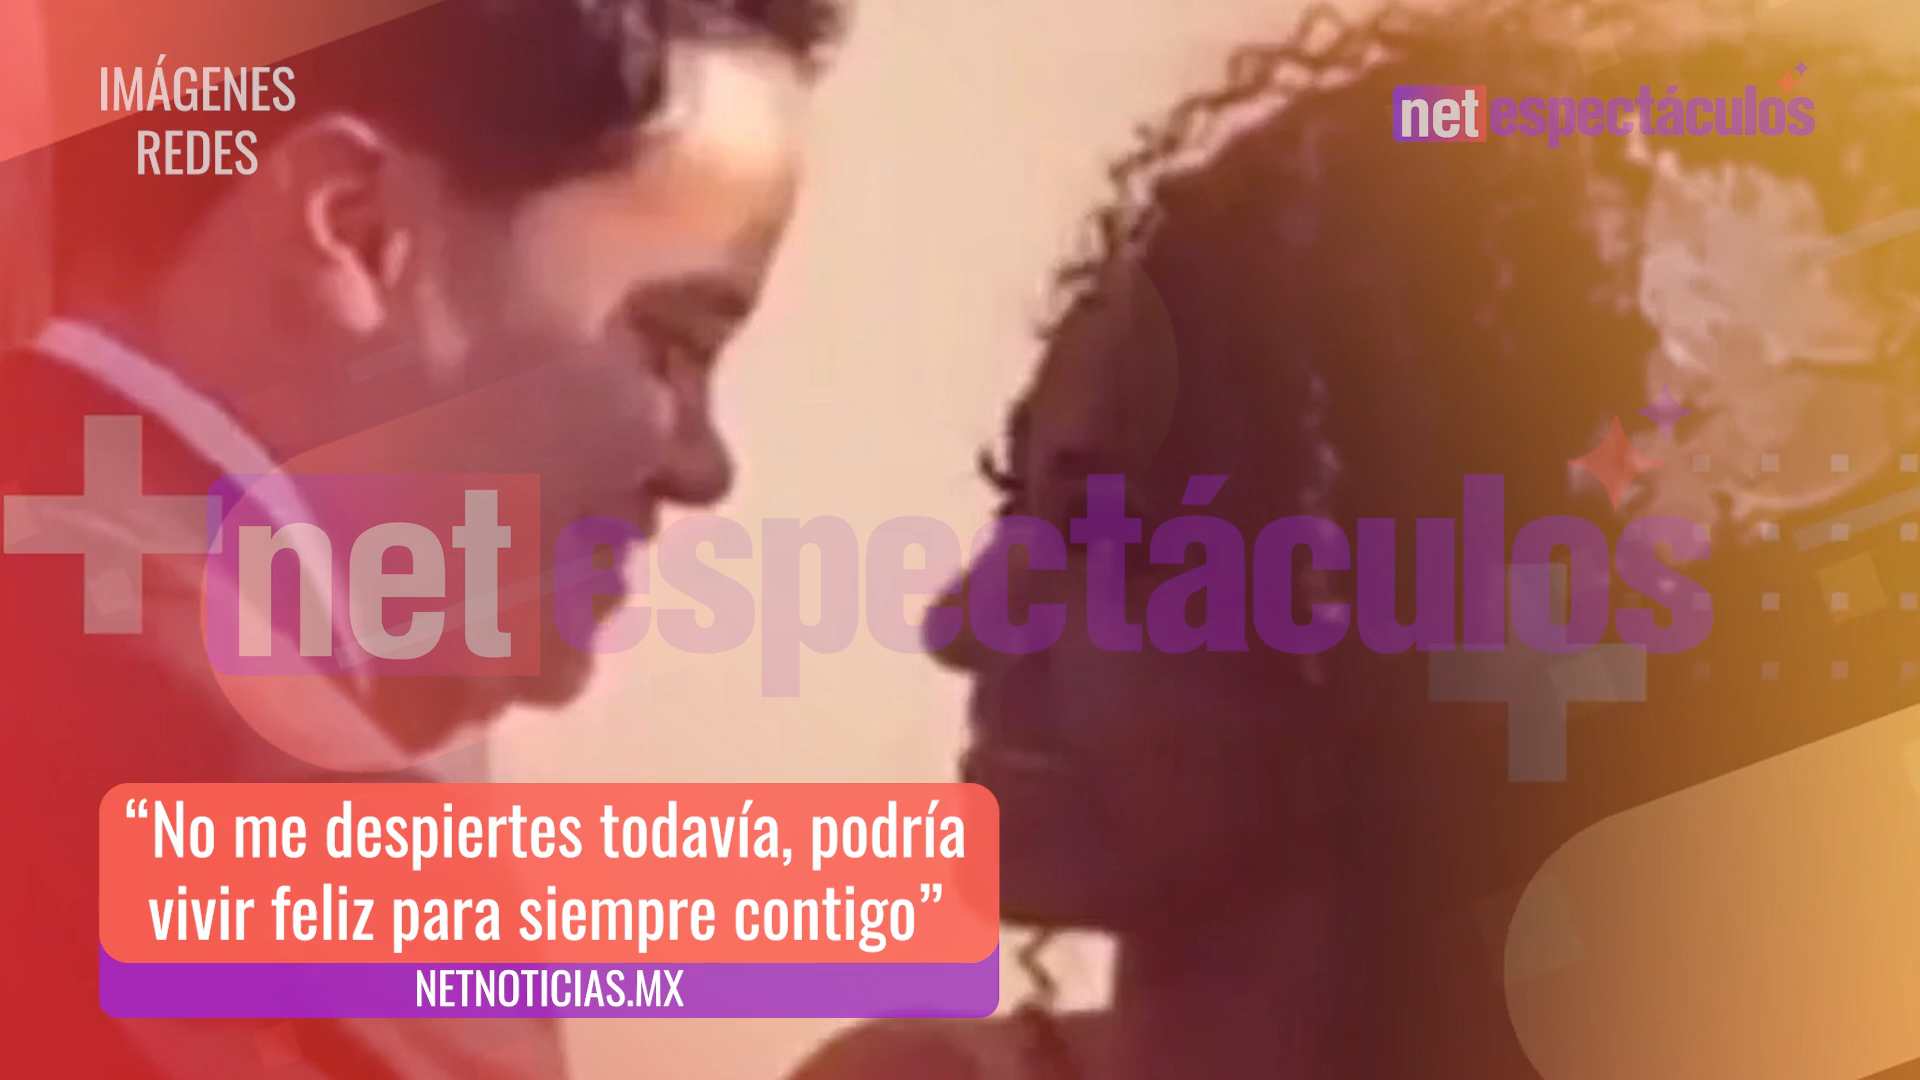 IMÁGENES
REDES
net espectáculos
net espectáculos
“No me despiertes todavía, podría
vivir feliz para siempre contigo”
NETNOTICIAS.MX